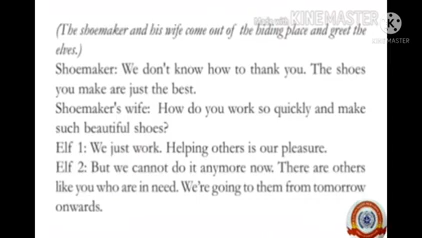 Made with KINEMASTER
KINEMASTER
(The shoemaker and his wife come out of the hiding place and greet the
elves.)
Shoemaker: We don't know how to thank you. The shoes
you make are just the best.
Shoemaker's wife: How do you work so quickly and make
such beautiful shoes?
Elf 1: We just work. Helping others is our pleasure.
Elf 2: But we cannot do it anymore now. There are others
like you who are in need. We're going to them from tomorrow
onwards.